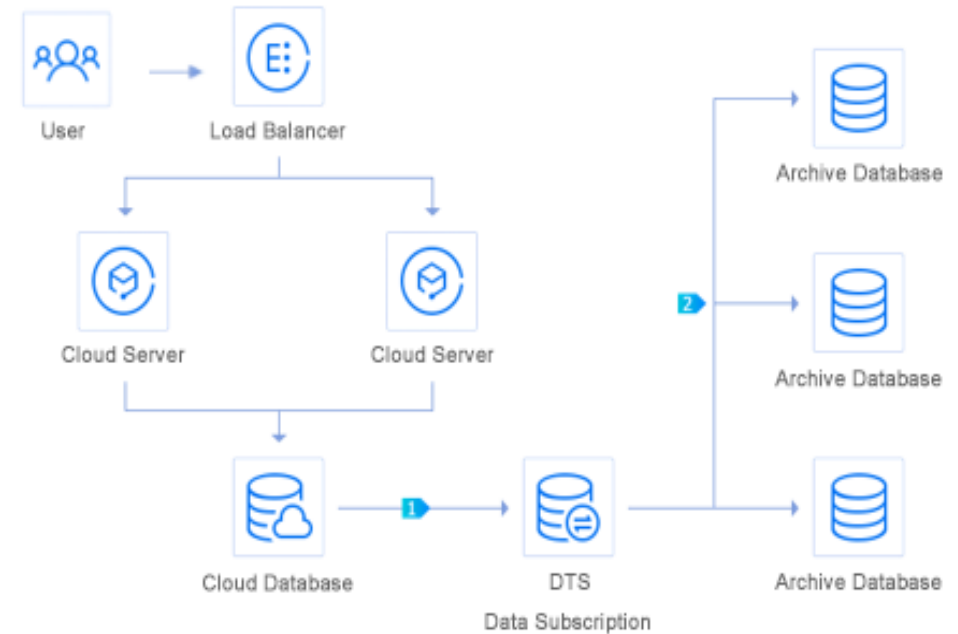 User
Load Balancer
Cloud Server
Cloud Server
Cloud Database
1
DTS
Data Subscription
2
Archive Database
Archive Database
Archive Database